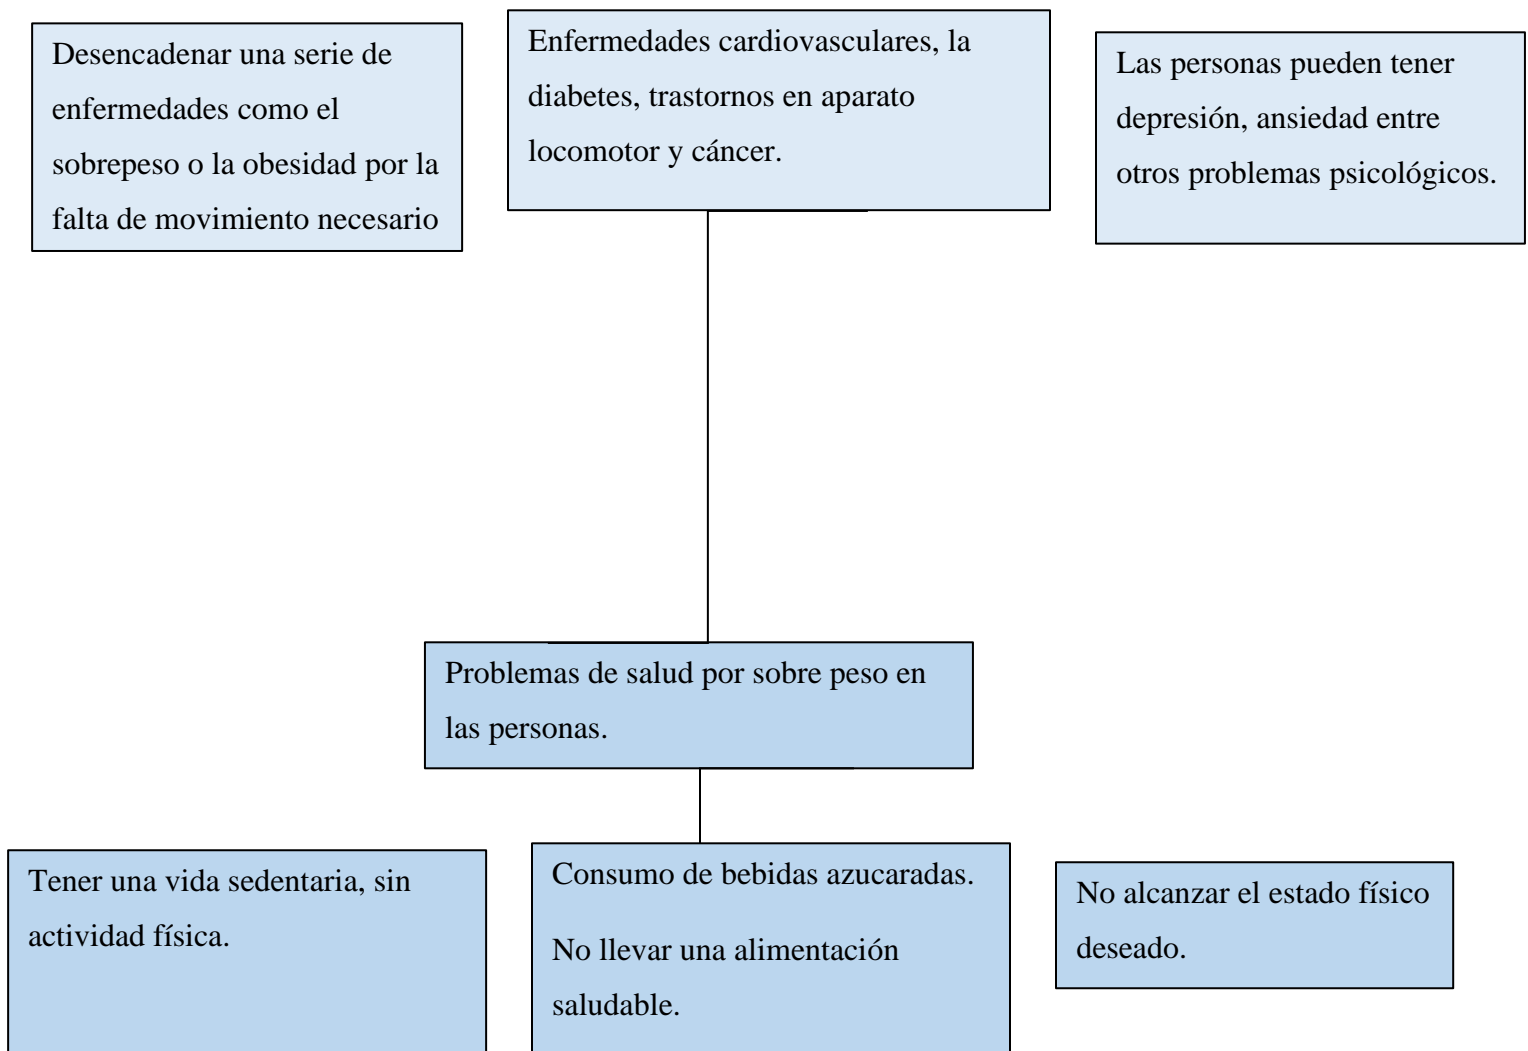 Desencadenar una serie de
enfermedades como el
sobrepeso o la obesidad por la
falta de movimiento necesario
Enfermedades cardiovasculares, la
diabetes, trastornos en aparato
locomotor y cáncer.
Las personas pueden tener
depresión, ansiedad entre
otros problemas psicológicos.
Problemas de salud por sobre peso en
las personas.
Tener una vida sedentaria, sin
actividad física.
Consumo de bebidas azucaradas.
No llevar una alimentación
saludable.
No alcanzar el estado físico
deseado.